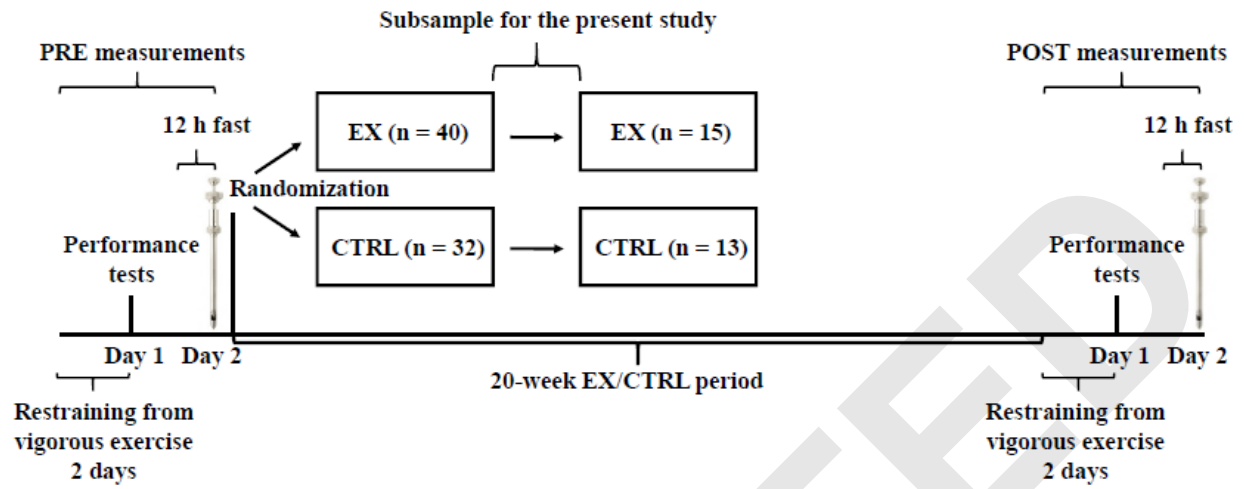 Subsample for the present study
PRE measurements
POST measurements
12 h fast
EX (n = 40)
EX (n = 15)
12 h fast
Randomization
Performance
tests
CTRL (n = 32)
CTRL (n = 13)
Performance
tests
Day 1
Day 2
20-week EX/CTRL period
Day 1
Day 2
Restraining from
vigorous exercise
2 days
Restraining from
vigorous exercise
2 days
TED